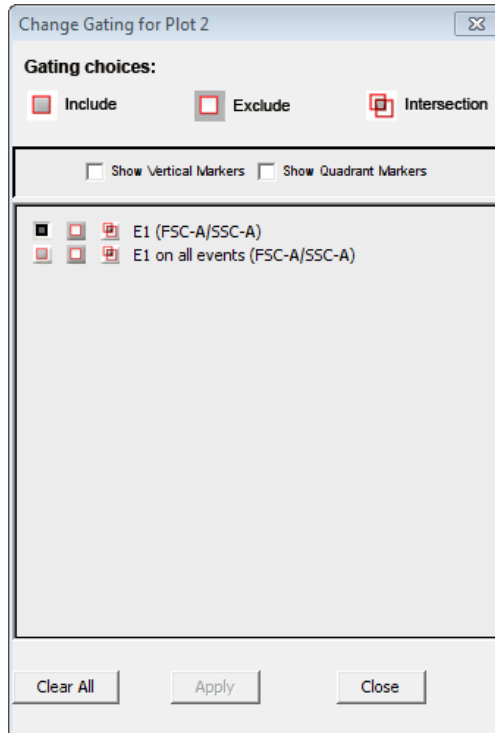 Change Gating for Plot 2
Gating choices:
Include Exclude Intersection
Show Vertical Markers Show Quadrant Markers
E1 (FSC-A/SSC-A)
E1 on all events (FSC-A/SSC-A)
Clear All Apply Close